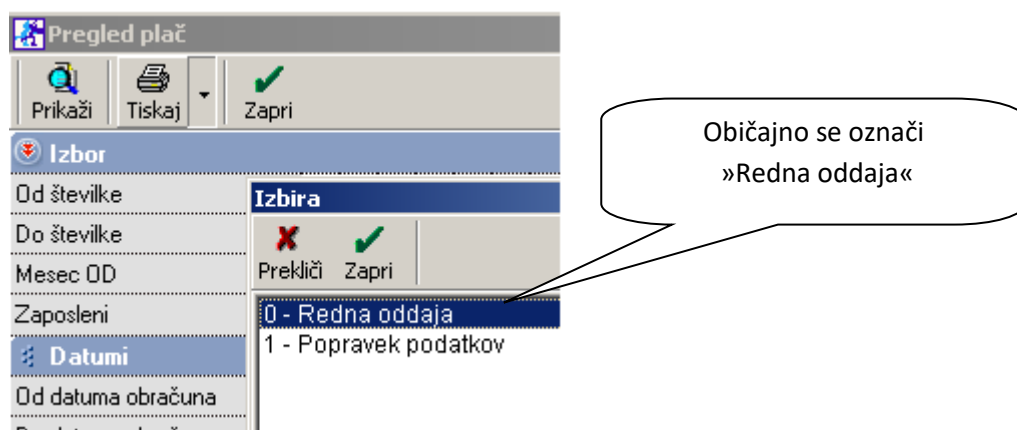 Pregled plač
Prikaži
Tiskaj
Zapri
Izbor
Od številke
Do številke
Mesec OD
Zaposleni
Datumi
Od datuma obračuna
Izbira
Prekliči
Zapri
0 - Redna oddaja
1 - Popravek podatkov
Običajno se označi
»Redna oddaja«